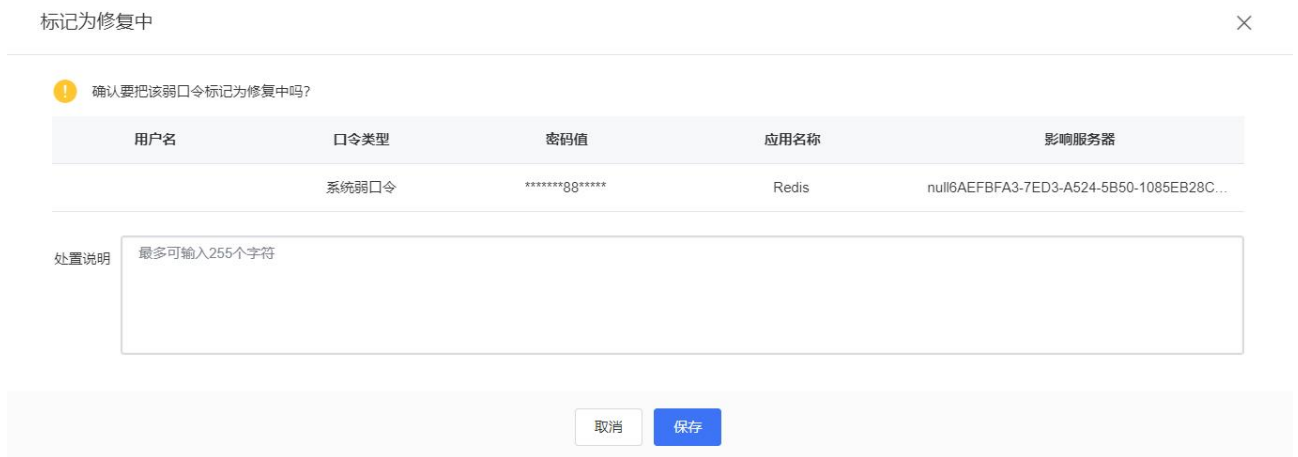 标记为修复中
确认要把该弱口令标记为修复中吗?
用户名 口令类型 密码值 应用名称 影响服务器
系统弱口令 *******88***** Redis null6AEFBFA3-7ED3-A524-5B50-1085EB28C...
处置说明 最多可输入255个字符
取消 保存